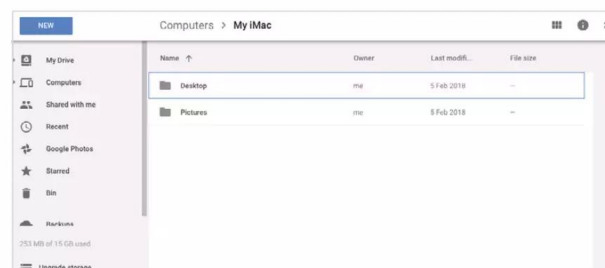 NEW
Computers > My iMac
Name ↑ Owner Last modifi... File size
My Drive
Computers
Shared with me
Recent
Google Photos
Starred
Bin
Backups
253 MB of 15 GB used
Upgrade storage
Desktop me 5 Feb 2018 –
Pictures me 5 Feb 2018 –